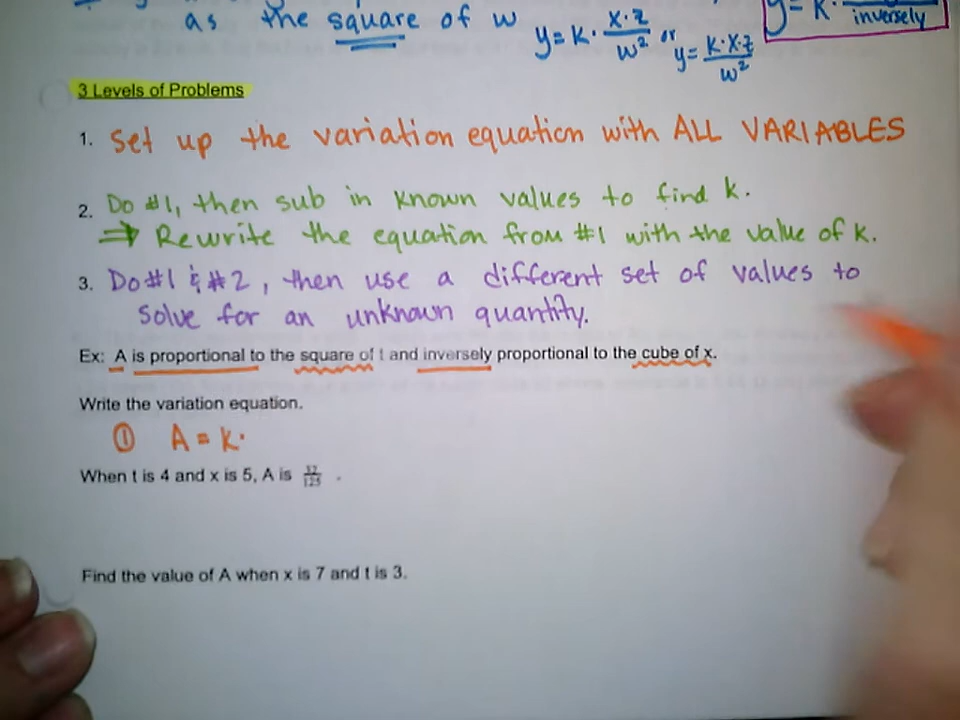 as the square of w y = k · x·z / w² or y = k·x·z / w²
y = k · inversely
3 Levels of Problems
1. Set up the variation equation with ALL VARIABLES
2. Do #1, then sub in known values to find k.
⇒ Rewrite the equation from #1 with the value of k.
3. Do #1 & #2, then use a different set of values to
solve for an unknown quantity.
Ex: A is proportional to the square of t and inversely proportional to the cube of x.
Write the variation equation.
① A = k·
When t is 4 and x is 5, A is 32/125 .
Find the value of A when x is 7 and t is 3.